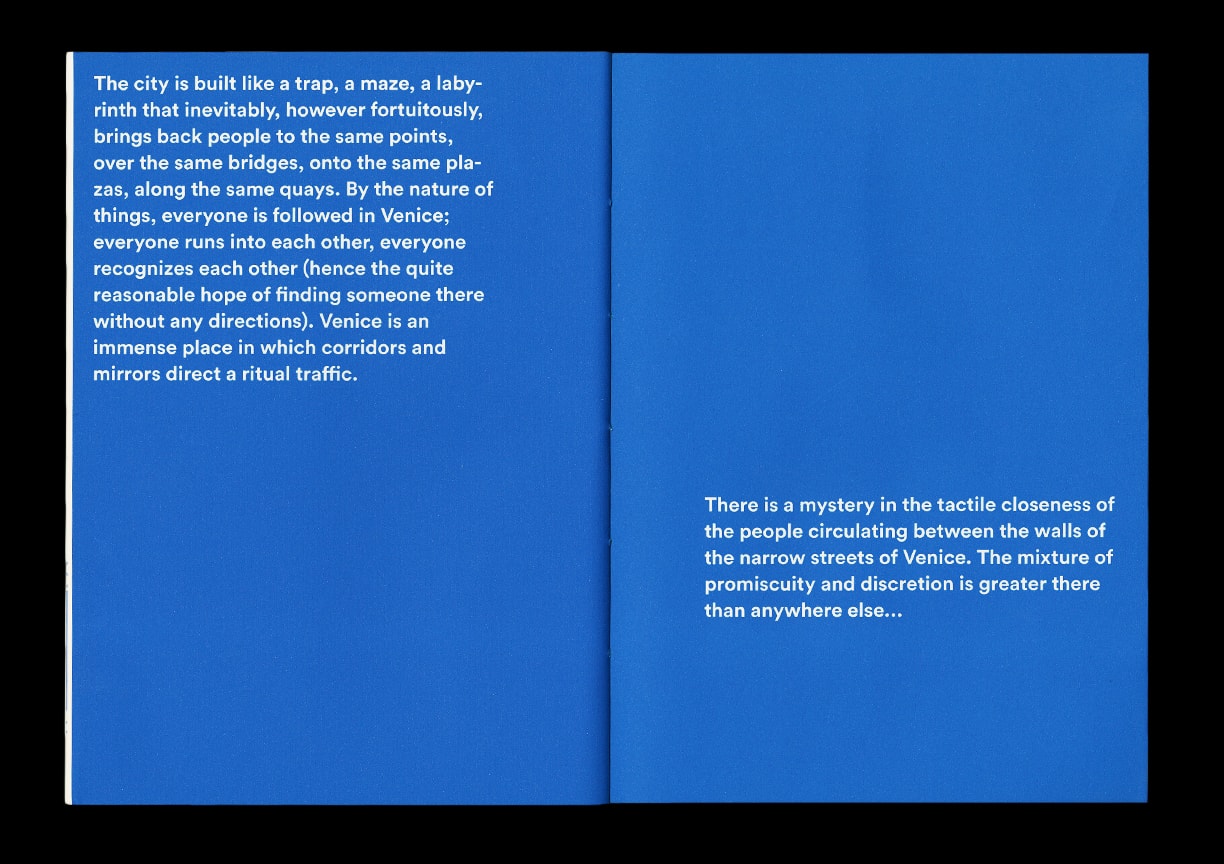 The city is built like a trap, a maze, a laby-
rinth that inevitably, however fortuitously,
brings back people to the same points,
over the same bridges, onto the same pla-
zas, along the same quays. By the nature of
things, everyone is followed in Venice;
everyone runs into each other, everyone
recognizes each other (hence the quite
reasonable hope of finding someone there
without any directions). Venice is an
immense place in which corridors and
mirrors direct a ritual traffic.
There is a mystery in the tactile closeness of
the people circulating between the walls of
the narrow streets of Venice. The mixture of
promiscuity and discretion is greater there
than anywhere else...